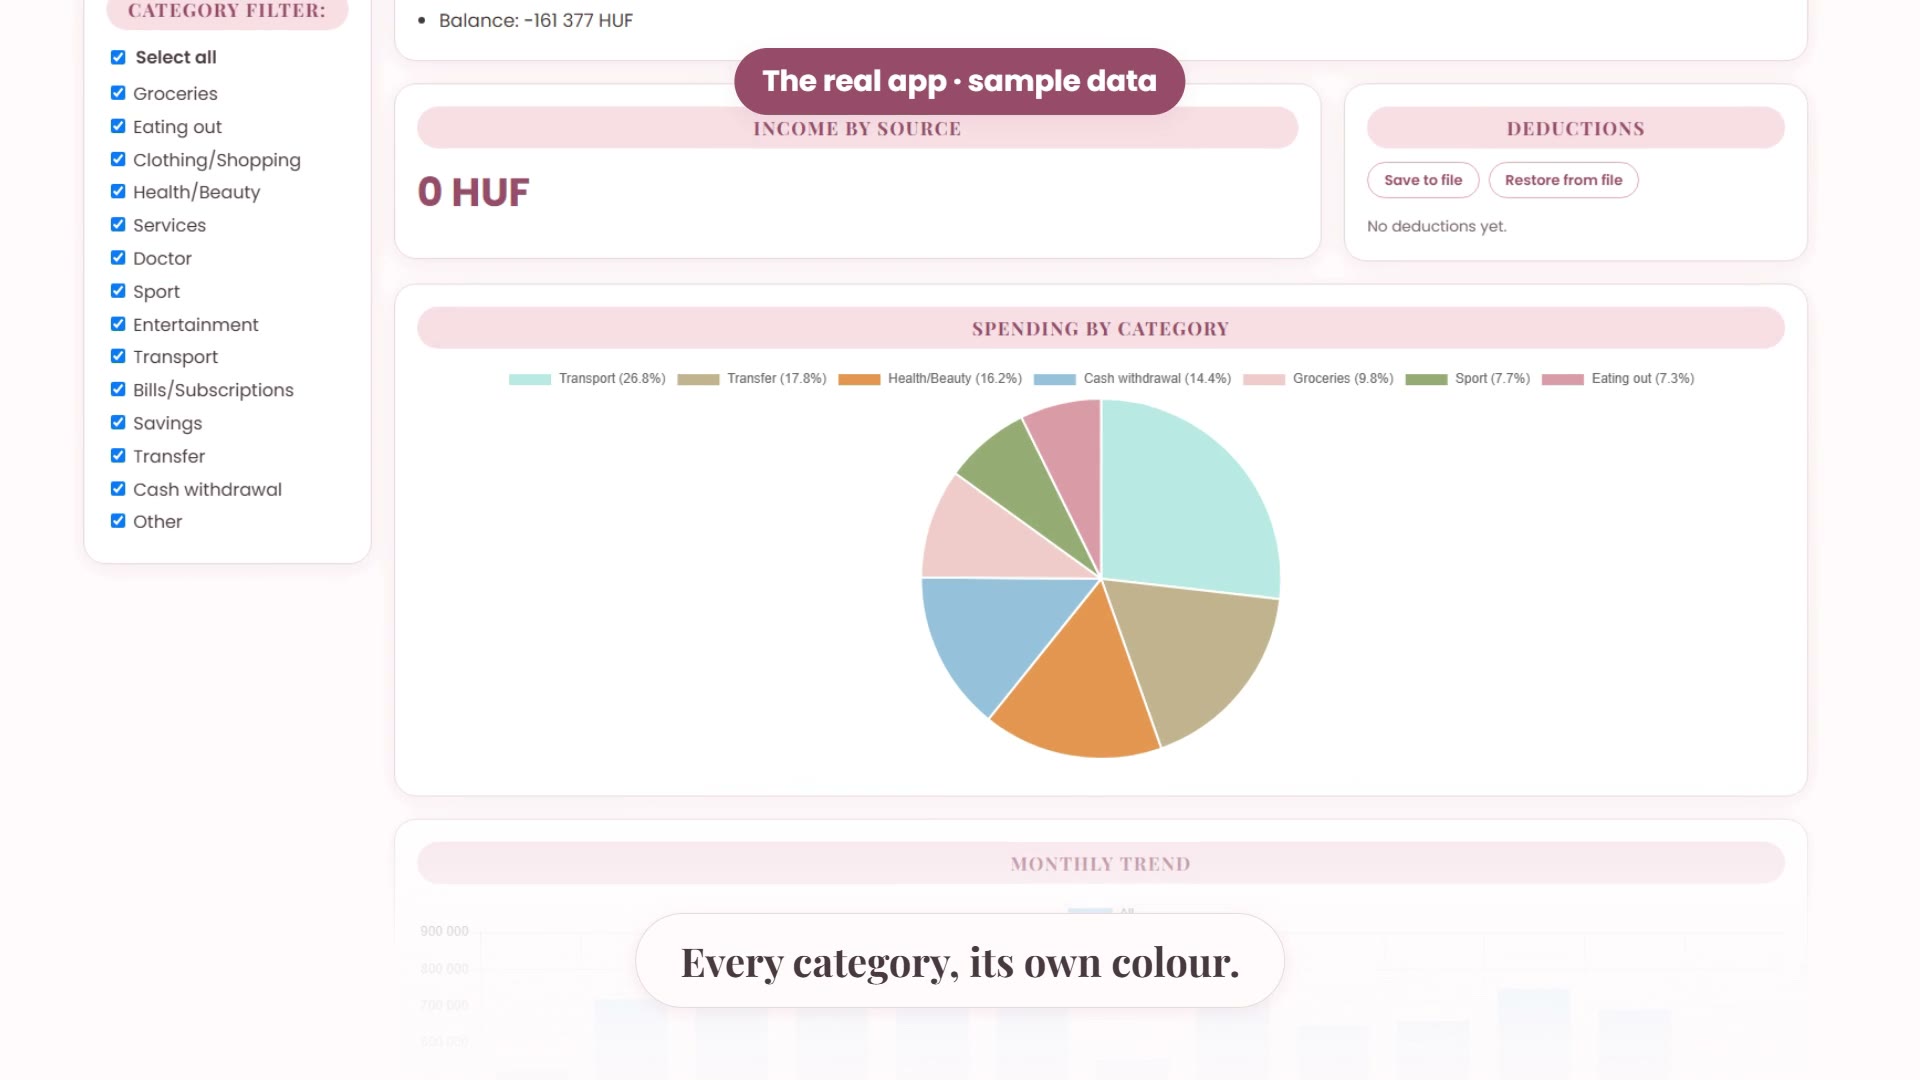 CATEGORY FILTER:
Select all
Groceries
Eating out
Clothing/Shopping
Health/Beauty
Services
Doctor
Sport
Entertainment
Transport
Bills/Subscriptions
Savings
Transfer
Cash withdrawal
Other
Balance: -161 377 HUF
The real app · sample data
INCOME BY SOURCE
0 HUF
DEDUCTIONS
Save to file Restore from file
No deductions yet.
SPENDING BY CATEGORY
Transport (26.8%) Transfer (17.8%) Health/Beauty (16.2%) Cash withdrawal (14.4%) Groceries (9.8%) Sport (7.7%) Eating out (7.3%)
MONTHLY TREND
900 000
800 000
700 000
600 000
Every category, its own colour.